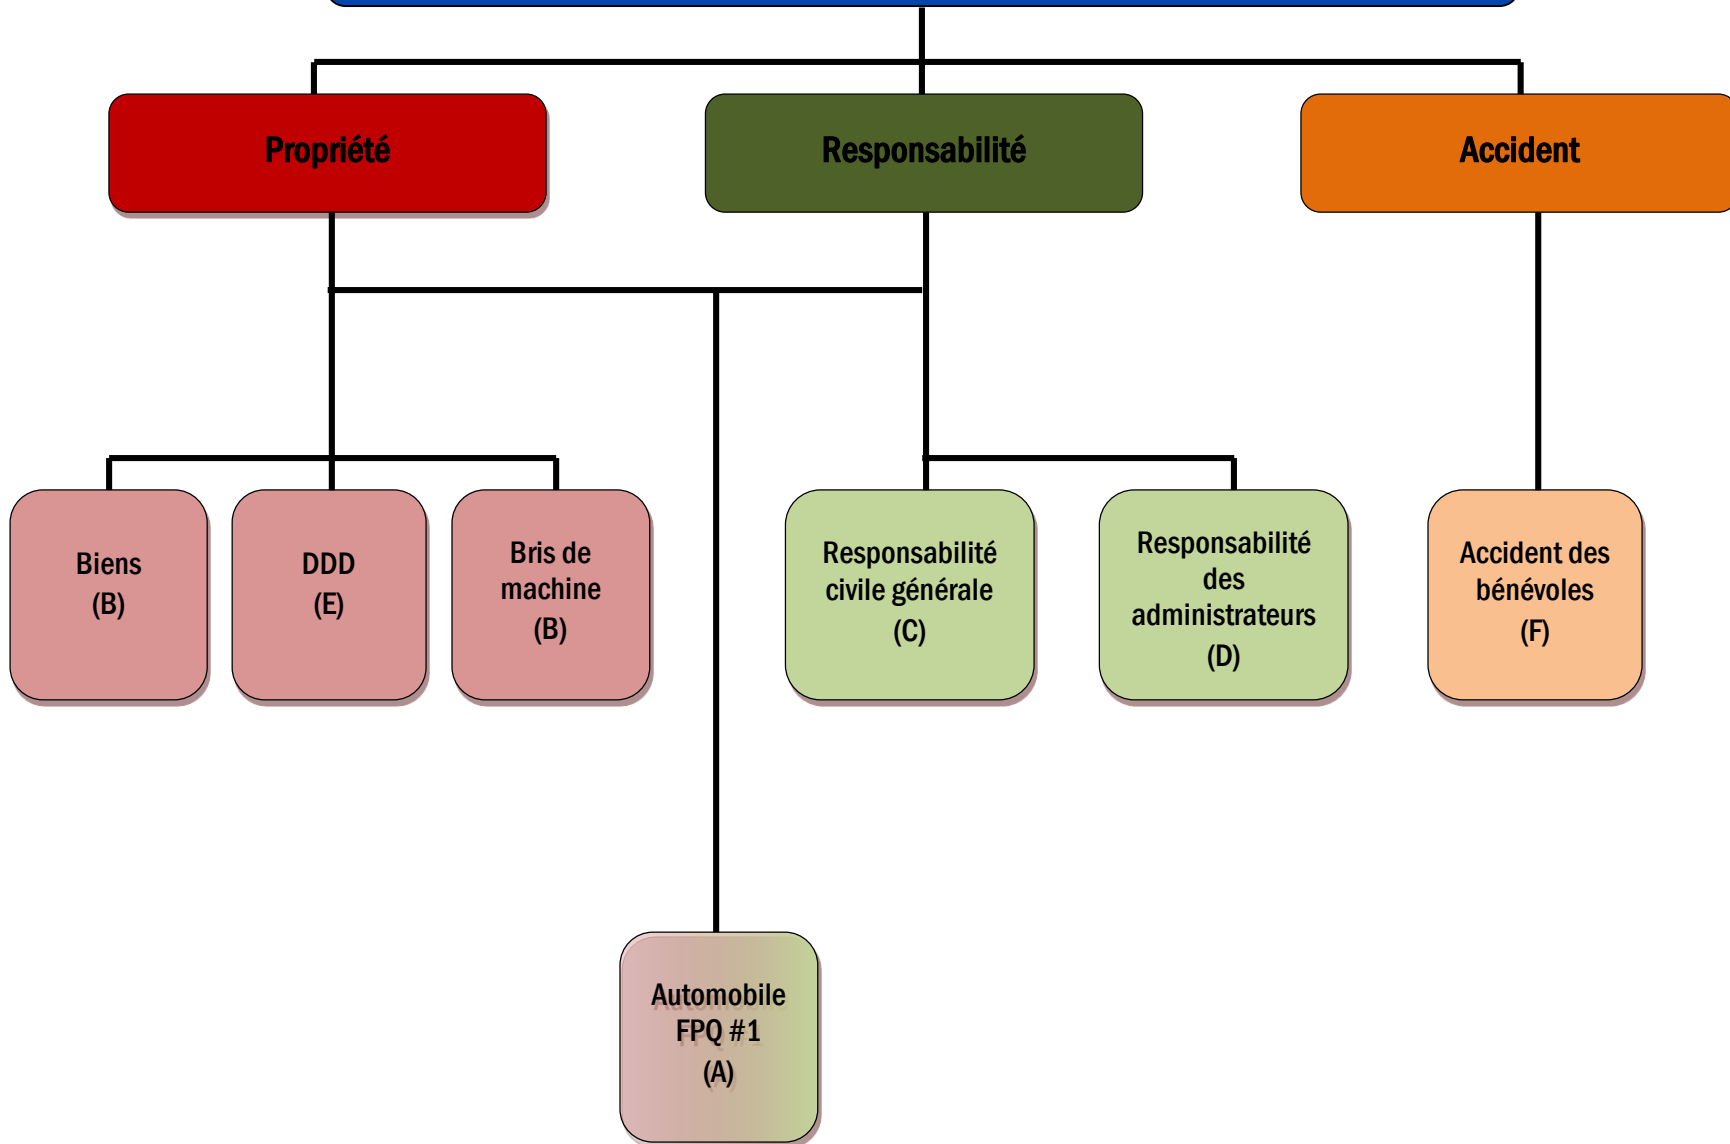 Propriété
Responsabilité
Accident
Biens
(B)
DDD
(E)
Bris de
machine
(B)
Responsabilité
civile générale
(C)
Responsabilité
des
administrateurs
(D)
Accident des
bénévoles
(F)
Automobile
FPQ #1
(A)